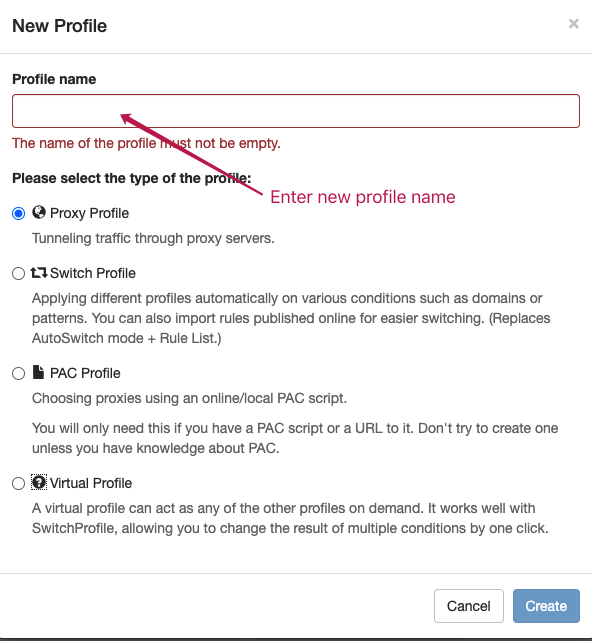 New Profile
×
Profile name
The name of the profile must not be empty.
Please select the type of the profile:
Enter new profile name
Proxy Profile
Tunneling traffic through proxy servers.
Switch Profile
Applying different profiles automatically on various conditions such as domains or
patterns. You can also import rules published online for easier switching. (Replaces
AutoSwitch mode + Rule List.)
PAC Profile
Choosing proxies using an online/local PAC script.
You will only need this if you have a PAC script or a URL to it. Don't try to create one
unless you have knowledge about PAC.
Virtual Profile
A virtual profile can act as any of the other profiles on demand. It works well with
SwitchProfile, allowing you to change the result of multiple conditions by one click.
Cancel
Create